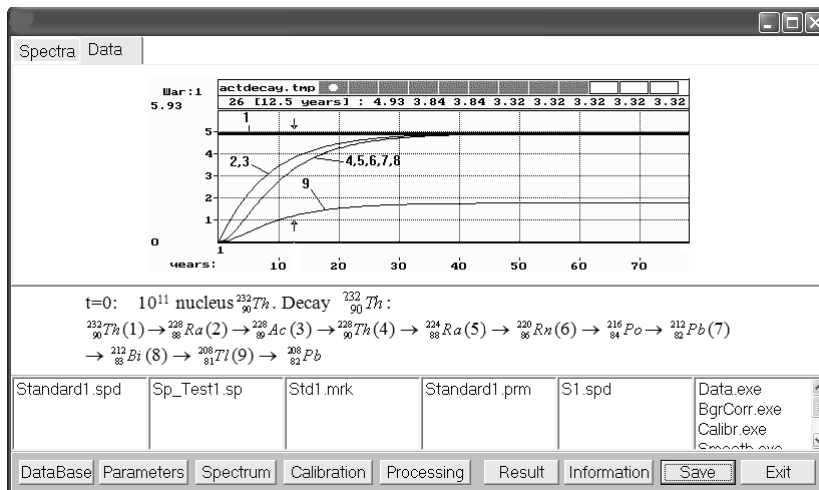 Spectra Data
War:1
5.93
actdecay.tmp
26 [12.5 years] : 4.93 3.84 3.84 3.32 3.32 3.32 3.32 3.32
1
5
4
3
2
1
0
2,3
4,5,6,7,8
9
1
years: 10 20 30 40 50 60 70
t=0: 10¹¹ nucleus ²³²₉₀Th. Decay ²³²₉₀Th:
²³²₉₀Th(1) → ²²⁸₈₈Ra(2) → ²²⁸₈₉Ac(3) → ²²⁸₉₀Th(4) → ²²⁴₈₈Ra(5) → ²²⁰₈₆Rn(6) → ²¹⁶₈₄Po → ²¹²₈₂Pb(7)
→ ²¹²₈₃Bi(8) → ²⁰⁸₈₁Tl(9) → ²⁰⁸₈₂Pb
Standard1.spd Sp_Test1.sp Std1.mrk Standard1.prm S1.spd Data.exe
BgrCorr.exe
Calibr.exe
Smooth.exe
DataBase Parameters Spectrum Calibration Processing Result Information Save Exit